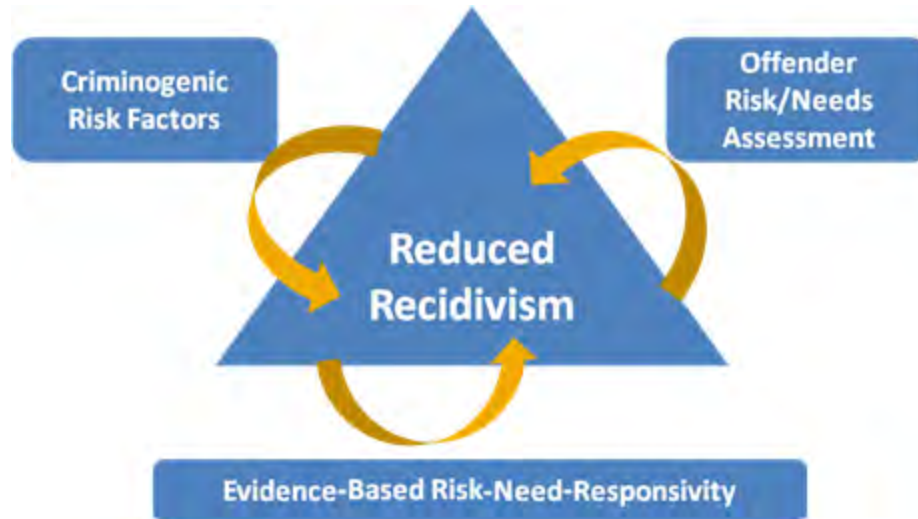 Criminogenic
Risk Factors
Offender
Risk/Needs
Assessment
Reduced
Recidivism
Evidence-Based Risk-Need-Responsivity